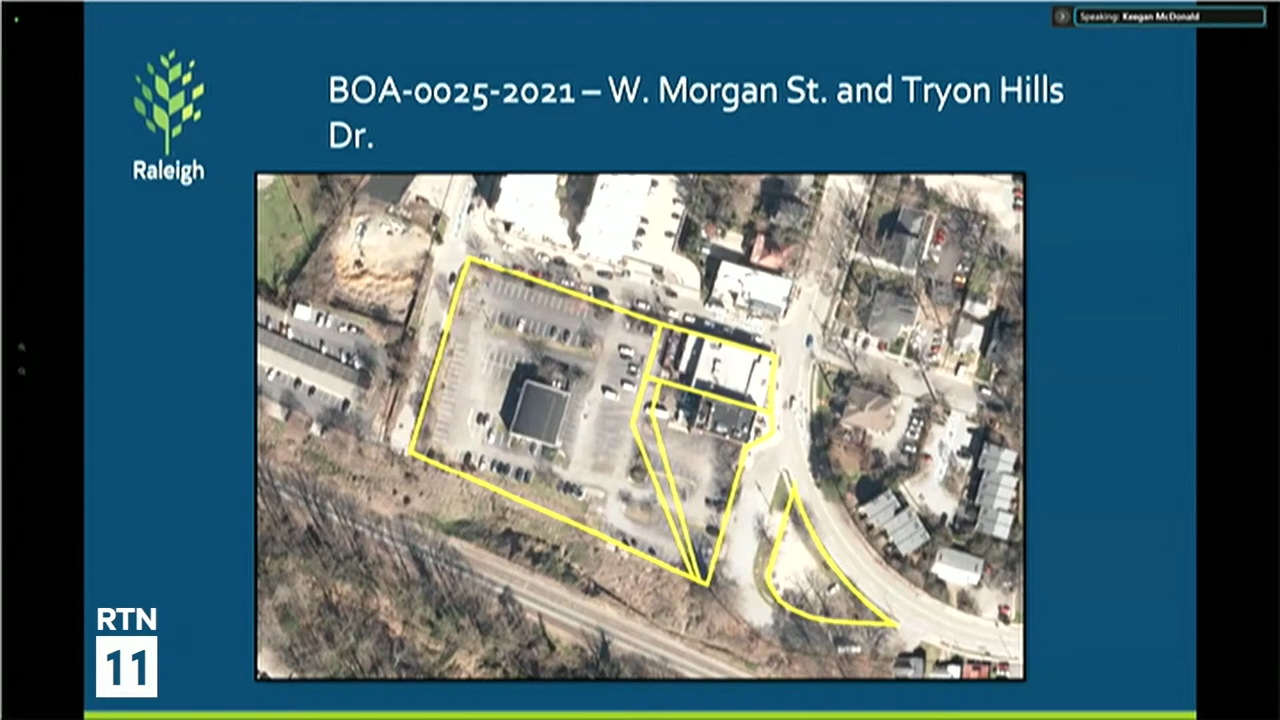 Speaking: Keegan McDonald
BOA-0025-2021 – W. Morgan St. and Tryon Hills
Dr.
Raleigh
RTN
11